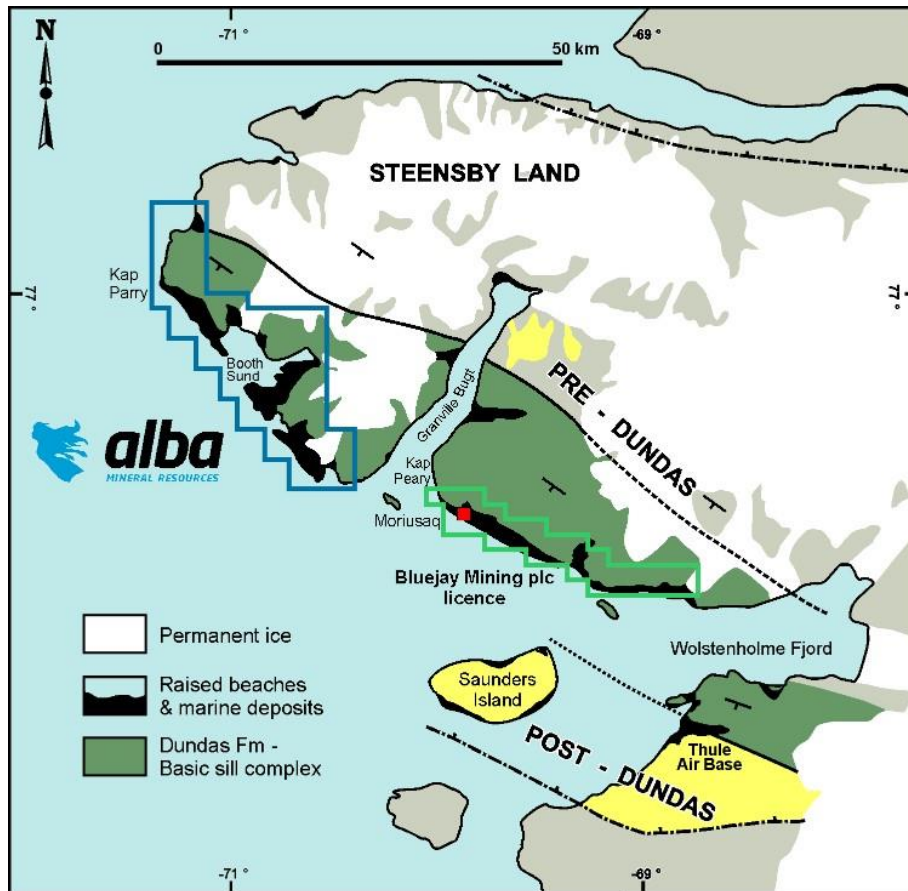 N
-71 °
-69 °
0
50 km
STEENSBY LAND
Kap
Parry
77°
77°
Booth
Sund
Granville Bugt
PRE - DUNDAS
alba
MINERAL RESOURCES
Kap
Peary
Moriusaq
Bluejay Mining plc
licence
Permanent ice
Wolstenholme Fjord
Saunders
Island
Raised beaches
& marine deposits
POST - DUNDAS
Thule
Air Base
Dundas Fm -
Basic sill complex
-71 °
-69 °